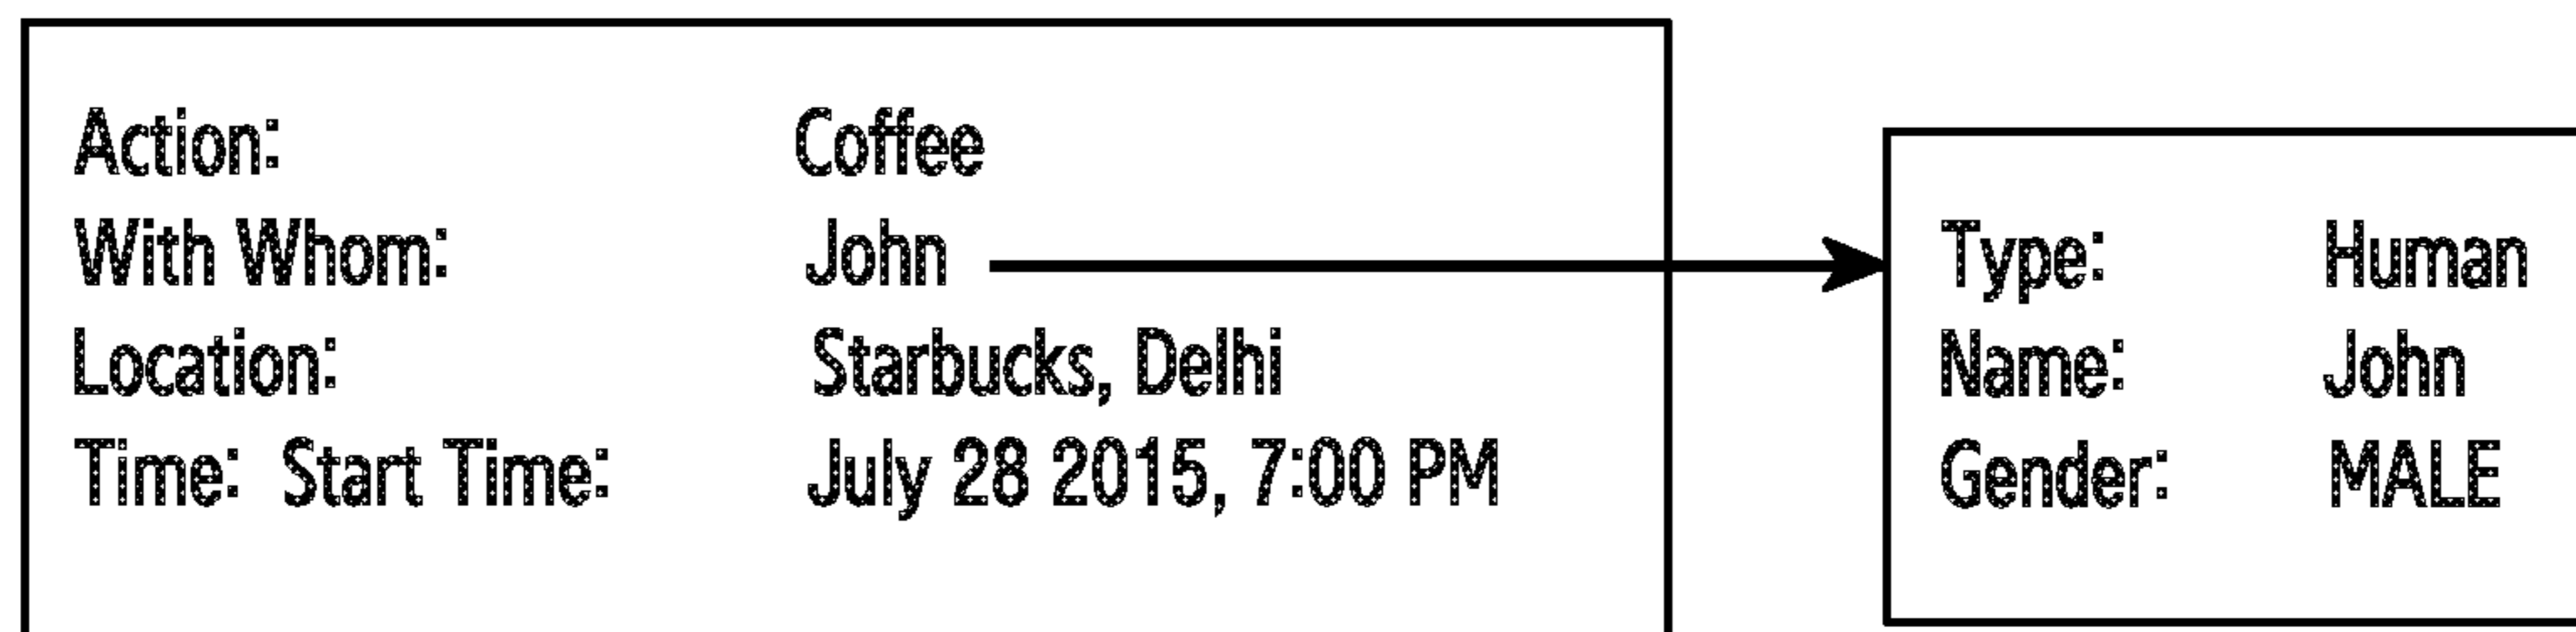 Action: Coffee
With Whom: John
Location: Starbucks, Delhi
Time: Start Time: July 28 2015, 7:00 PM
Type: Human
Name: John
Gender: MALE